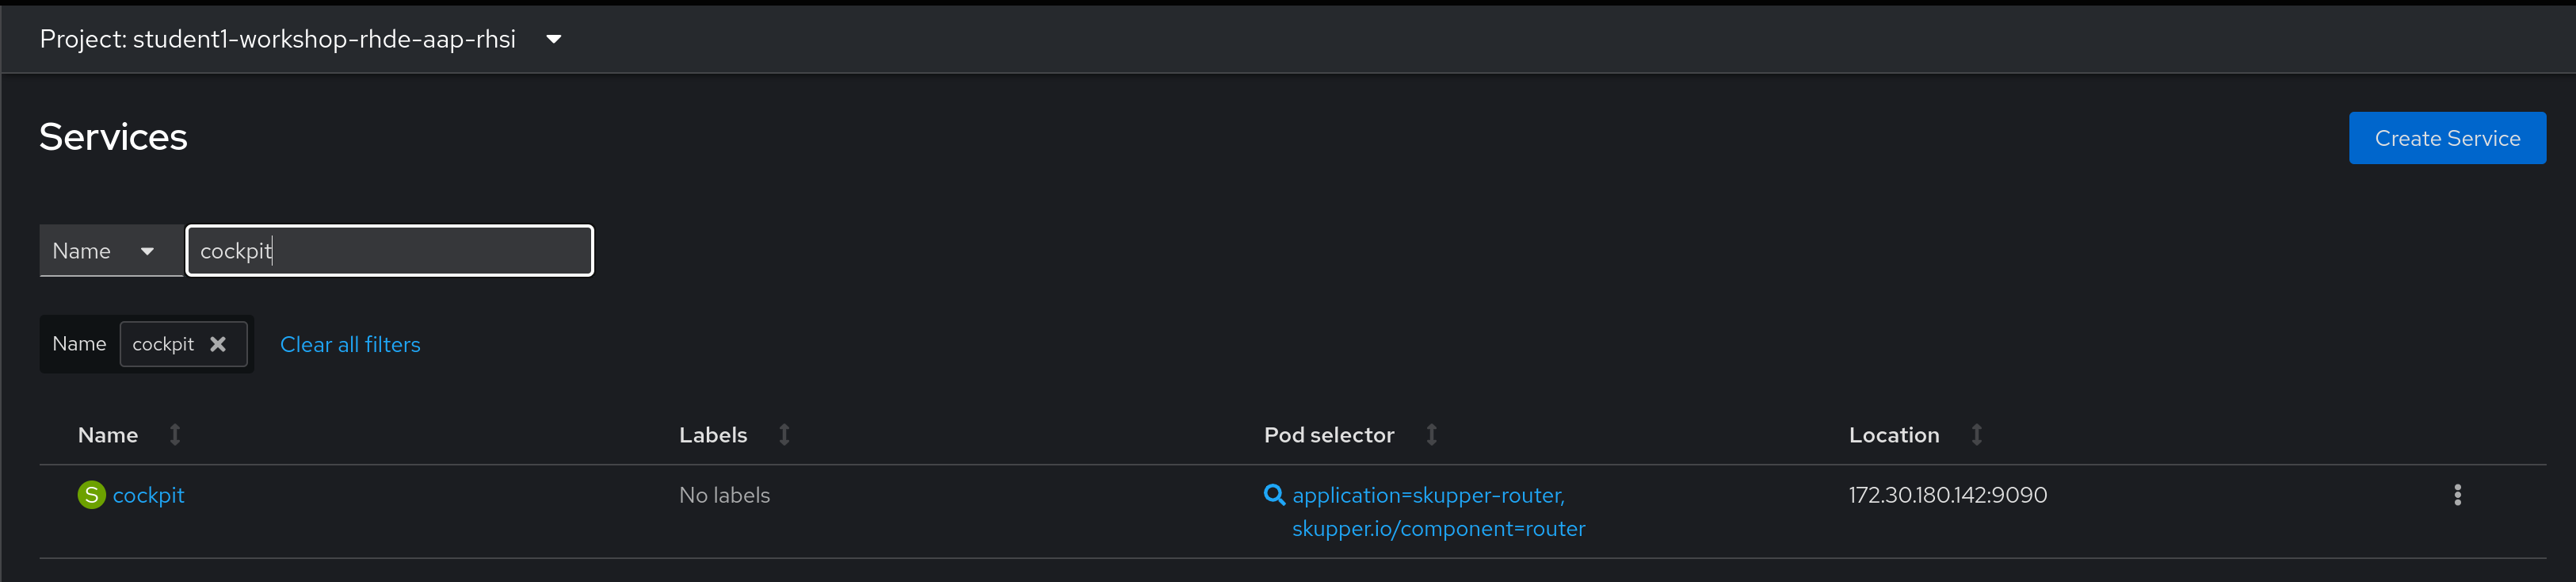 Project: student1-workshop-rhde-aap-rhsi
Services
Create Service
Name
cockpit
Name cockpit Clear all filters
Name Labels Pod selector Location
S cockpit No labels application=skupper-router, 172.30.180.142:9090
skupper.io/component=router